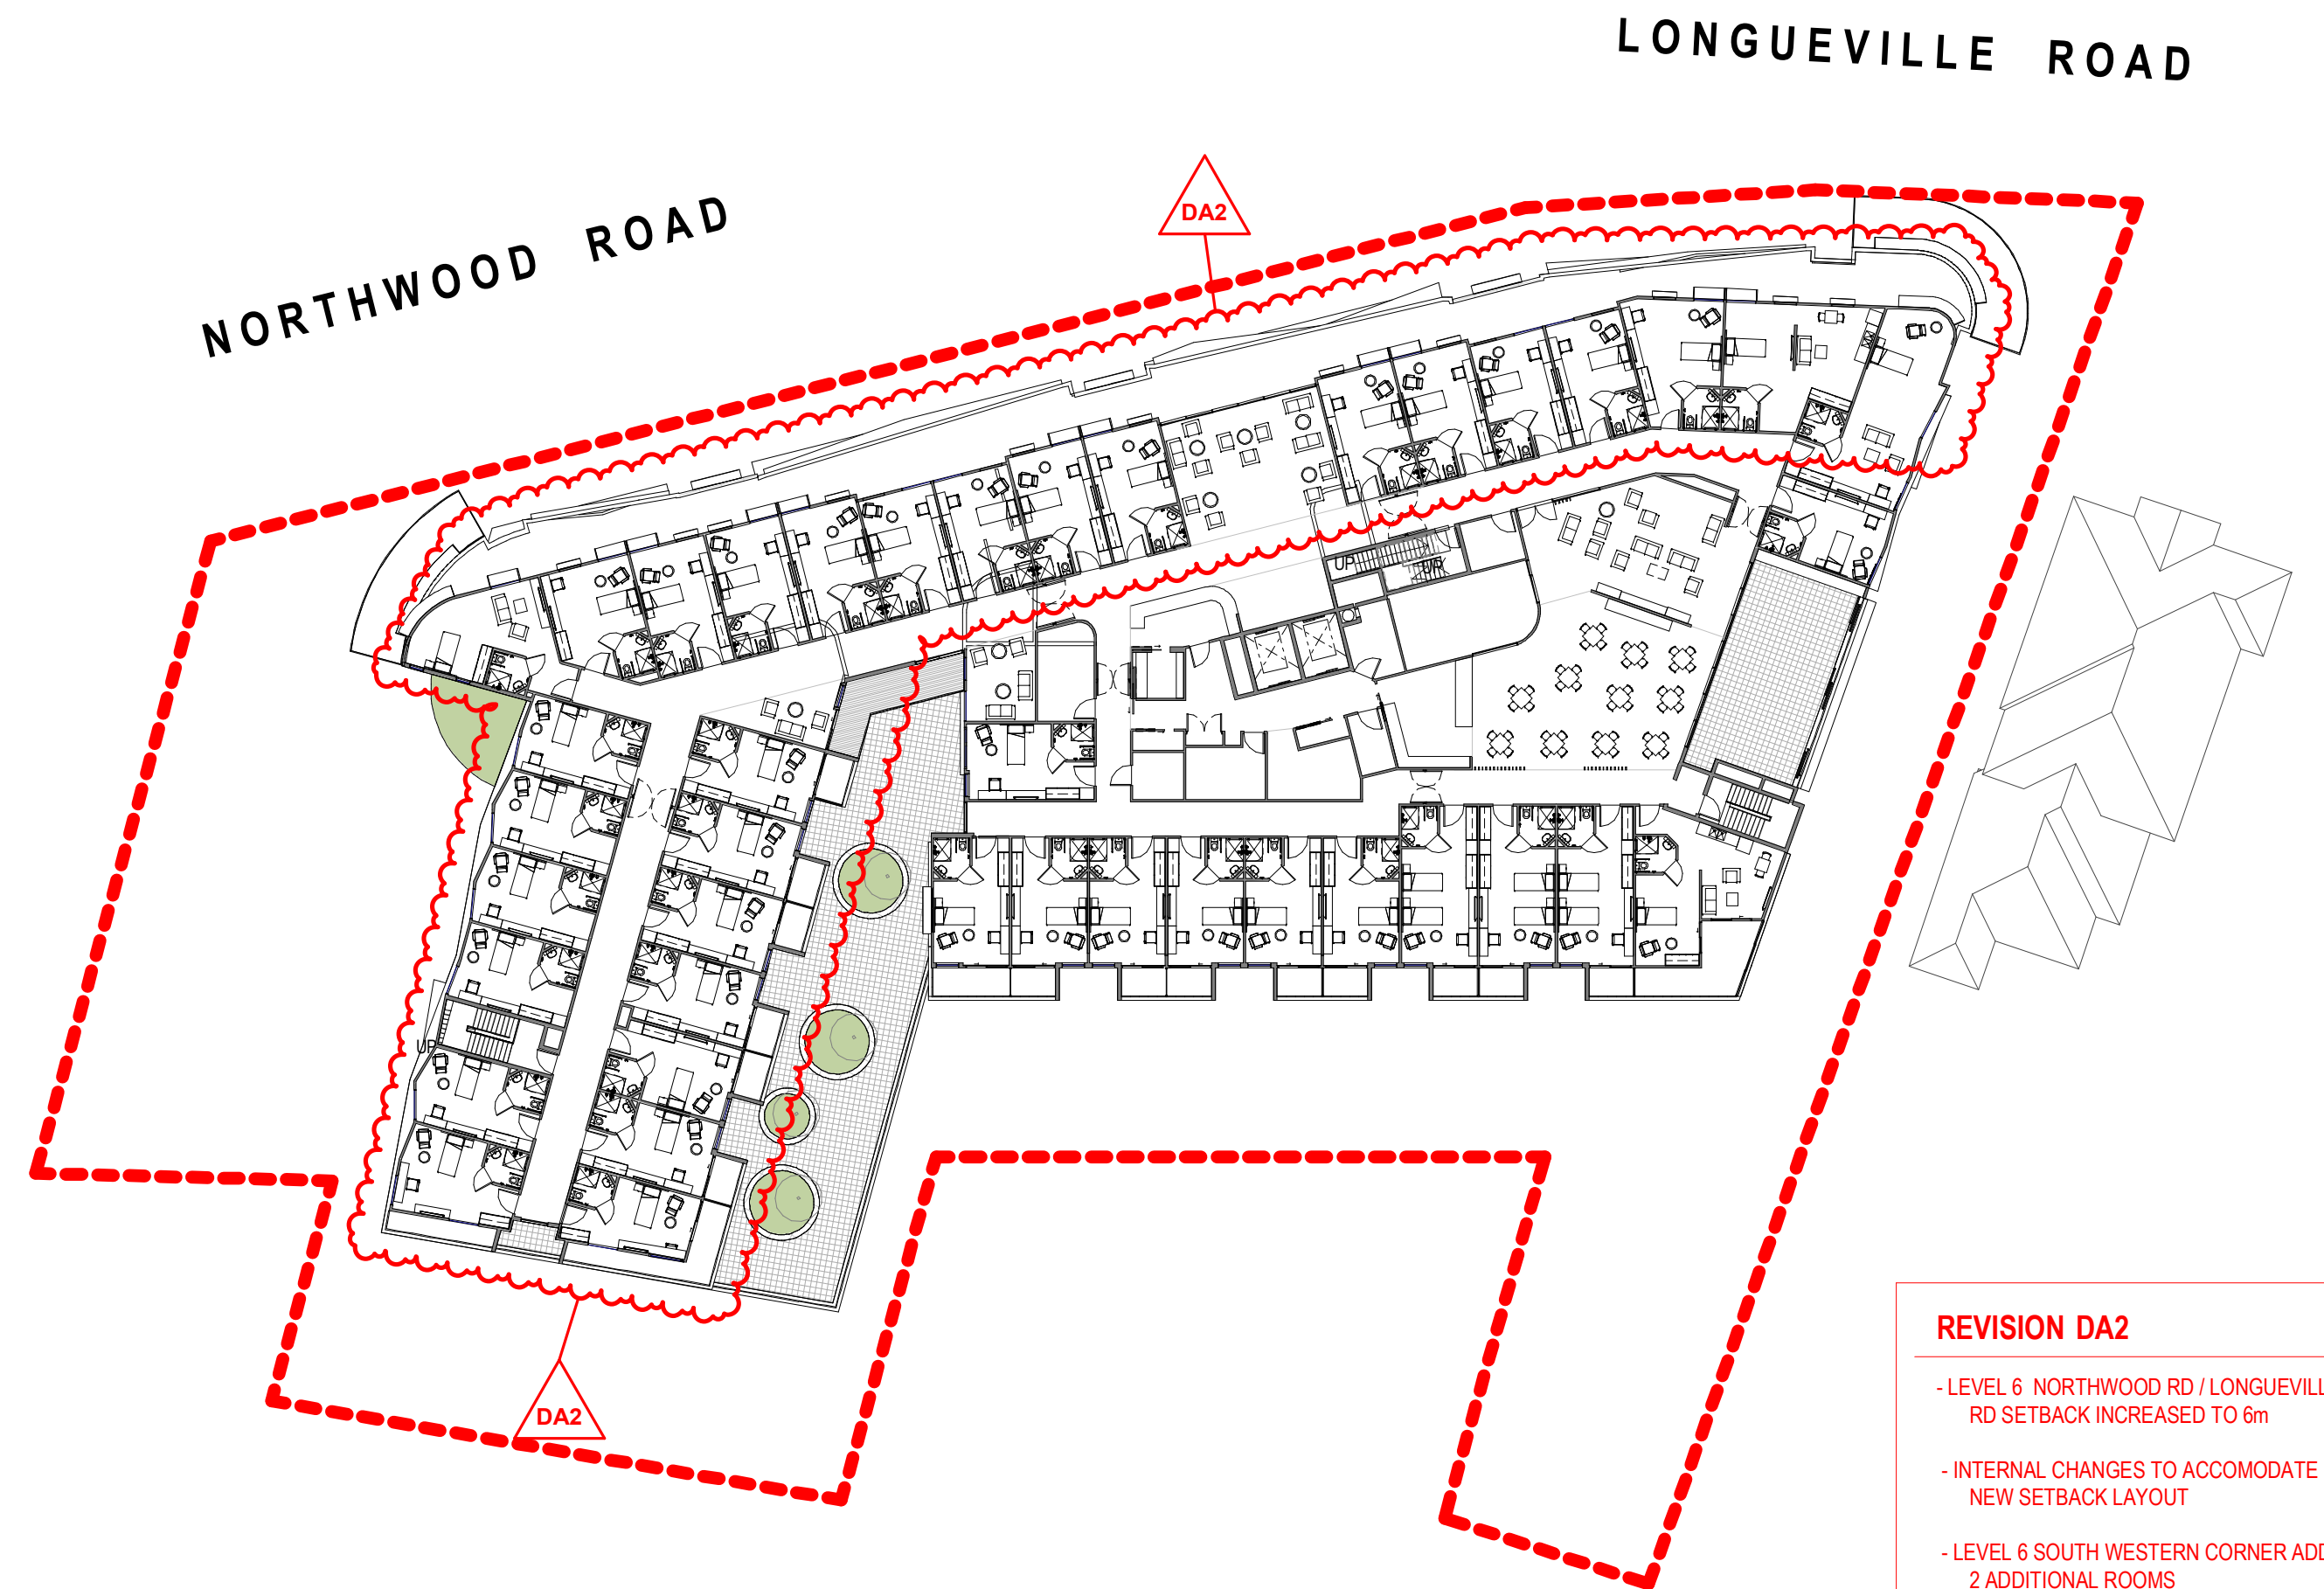 LONGUEVILLE ROAD
NORTHWOOD ROAD
DA2
UP
UP
UP
DA2
REVISION DA2
- LEVEL 6 NORTHWOOD RD / LONGUEVILL
RD SETBACK INCREASED TO 6m
- INTERNAL CHANGES TO ACCOMODATE
NEW SETBACK LAYOUT
- LEVEL 6 SOUTH WESTERN CORNER ADD
2 ADDITIONAL ROOMS